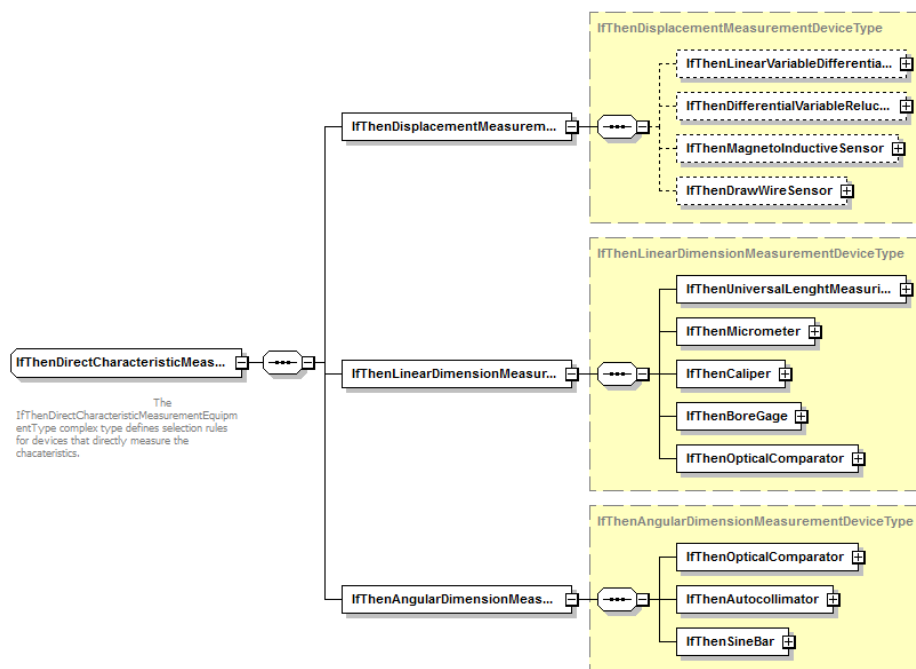 IfThenDisplacementMeasurementDeviceType
IfThenLinearVariableDifferentia...
IfThenDifferentialVariableReluc...
IfThenDisplacementMeasurem...
IfThenMagnetoInductiveSensor
IfThenDrawWireSensor
IfThenLinearDimensionMeasurementDeviceType
IfThenUniversalLenghtMeasuri...
IfThenMicrometer
IfThenDirectCharacteristicMeas...
IfThenLinearDimensionMeasur...
IfThenCaliper
The
IfThenDirectCharacteristicMeasurementEquipm
entType complex type defines selection rules
for devices that directly measure the
chacateristics.
IfThenBoreGage
IfThenOpticalComparator
IfThenAngularDimensionMeasurementDeviceType
IfThenOpticalComparator
IfThenAngularDimensionMeas...
IfThenAutocollimator
IfThenSineBar